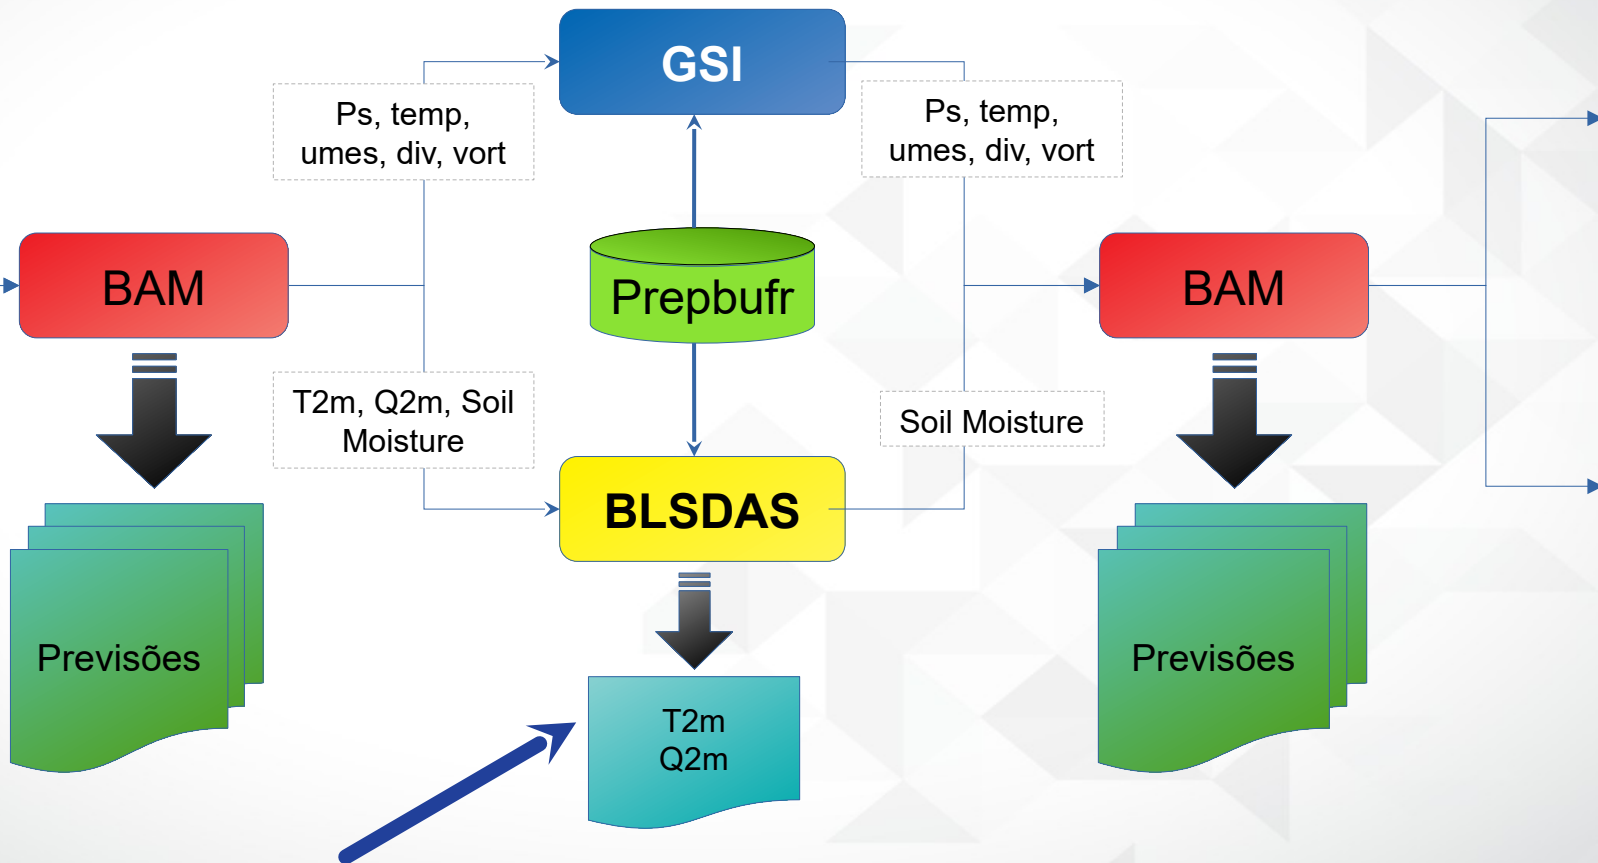 GSI
Ps, temp,
umes, div, vort
Ps, temp,
umes, div, vort
BAM
Prepbufr
BAM
T2m, Q2m, Soil
Moisture
Soil Moisture
BLSDAS
Previsões
T2m
Q2m
Previsões